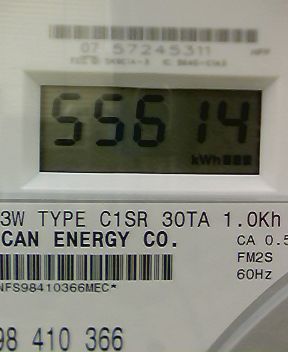 07 57245311
55614
kWh
3W TYPE C1SR 30TA 1.0Kh
CAN ENERGY CO.
CA 0.5
FM2S
60Hz
NFS98410366MEC*
98 410 366